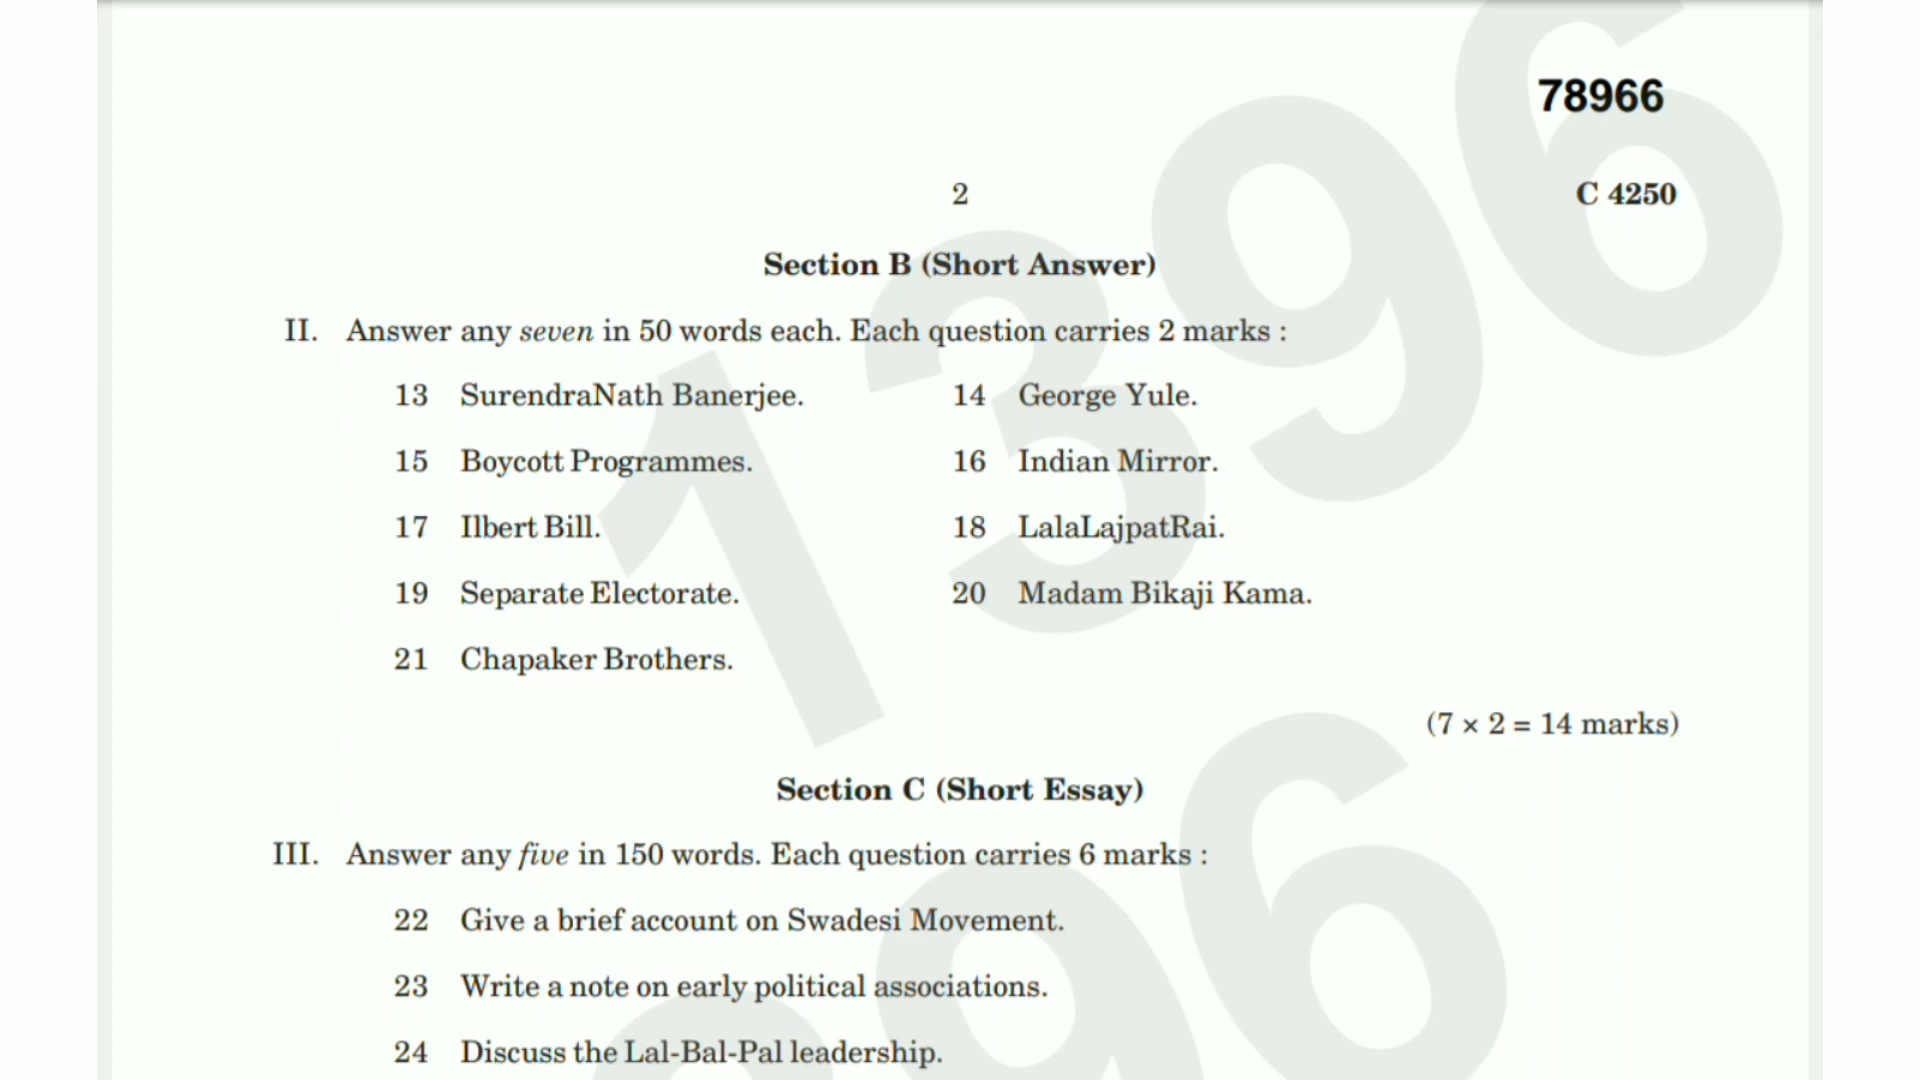 78966
2 C 4250
Section B (Short Answer)
II. Answer any seven in 50 words each. Each question carries 2 marks :
13 SurendraNath Banerjee. 14 George Yule.
15 Boycott Programmes. 16 Indian Mirror.
17 Ilbert Bill. 18 LalaLajpatRai.
19 Separate Electorate. 20 Madam Bikaji Kama.
21 Chapaker Brothers.
(7 × 2 = 14 marks)
Section C (Short Essay)
III. Answer any five in 150 words. Each question carries 6 marks :
22 Give a brief account on Swadesi Movement.
23 Write a note on early political associations.
24 Discuss the Lal-Bal-Pal leadership.
1396
96